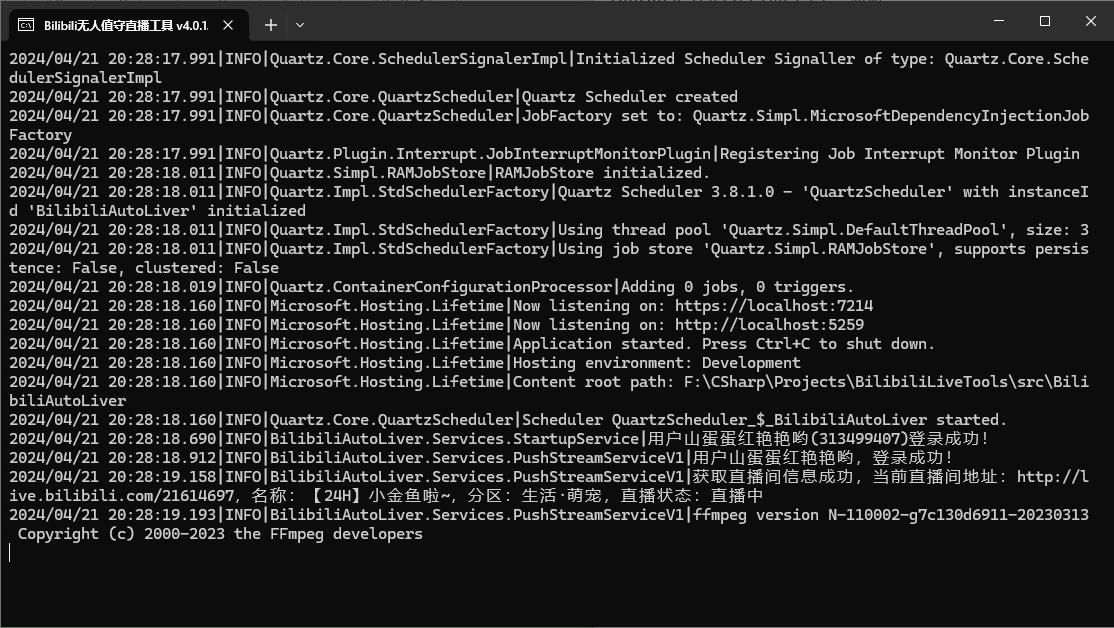 Bilibili无人值守直播工具 v4.0.1.
2024/04/21 20:28:17.991|INFO|Quartz.Core.SchedulerSignalerImpl|Initialized Scheduler Signaller of type: Quartz.Core.Sche
dulerSignalerImpl
2024/04/21 20:28:17.991|INFO|Quartz.Core.QuartzScheduler|Quartz Scheduler created
2024/04/21 20:28:17.991|INFO|Quartz.Core.QuartzScheduler|JobFactory set to: Quartz.Simpl.MicrosoftDependencyInjectionJob
Factory
2024/04/21 20:28:17.991|INFO|Quartz.Plugin.Interrupt.JobInterruptMonitorPlugin|Registering Job Interrupt Monitor Plugin
2024/04/21 20:28:18.011|INFO|Quartz.Simpl.RAMJobStore|RAMJobStore initialized.
2024/04/21 20:28:18.011|INFO|Quartz.Impl.StdSchedulerFactory|Quartz Scheduler 3.8.1.0 - 'QuartzScheduler' with instanceI
d 'BilibiliAutoLiver' initialized
2024/04/21 20:28:18.011|INFO|Quartz.Impl.StdSchedulerFactory|Using thread pool 'Quartz.Simpl.DefaultThreadPool', size: 3
2024/04/21 20:28:18.011|INFO|Quartz.Impl.StdSchedulerFactory|Using job store 'Quartz.Simpl.RAMJobStore', supports persis
tence: False, clustered: False
2024/04/21 20:28:18.019|INFO|Quartz.ContainerConfigurationProcessor|Adding 0 jobs, 0 triggers.
2024/04/21 20:28:18.160|INFO|Microsoft.Hosting.Lifetime|Now listening on: https://localhost:7214
2024/04/21 20:28:18.160|INFO|Microsoft.Hosting.Lifetime|Now listening on: http://localhost:5259
2024/04/21 20:28:18.160|INFO|Microsoft.Hosting.Lifetime|Application started. Press Ctrl+C to shut down.
2024/04/21 20:28:18.160|INFO|Microsoft.Hosting.Lifetime|Hosting environment: Development
2024/04/21 20:28:18.160|INFO|Microsoft.Hosting.Lifetime|Content root path: F:\CSharp\Projects\BilibiliLiveTools\src\Bili
biliAutoLiver
2024/04/21 20:28:18.160|INFO|Quartz.Core.QuartzScheduler|Scheduler QuartzScheduler_$_BilibiliAutoLiver started.
2024/04/21 20:28:18.690|INFO|BilibiliAutoLiver.Services.StartupService|用户山蛋蛋红艳艳哟(313499407)登录成功!
2024/04/21 20:28:18.912|INFO|BilibiliAutoLiver.Services.PushStreamServiceV1|用户山蛋蛋红艳艳哟，登录成功!
2024/04/21 20:28:19.158|INFO|BilibiliAutoLiver.Services.PushStreamServiceV1|获取直播间信息成功，当前直播间地址：http://l
ive.bilibili.com/21614697，名称：【24H】小金鱼啦~，分区：生活·萌宠，直播状态：直播中
2024/04/21 20:28:19.193|INFO|BilibiliAutoLiver.Services.PushStreamServiceV1|ffmpeg version N-110002-g7c130d6911-20230313
Copyright (c) 2000-2023 the FFmpeg developers